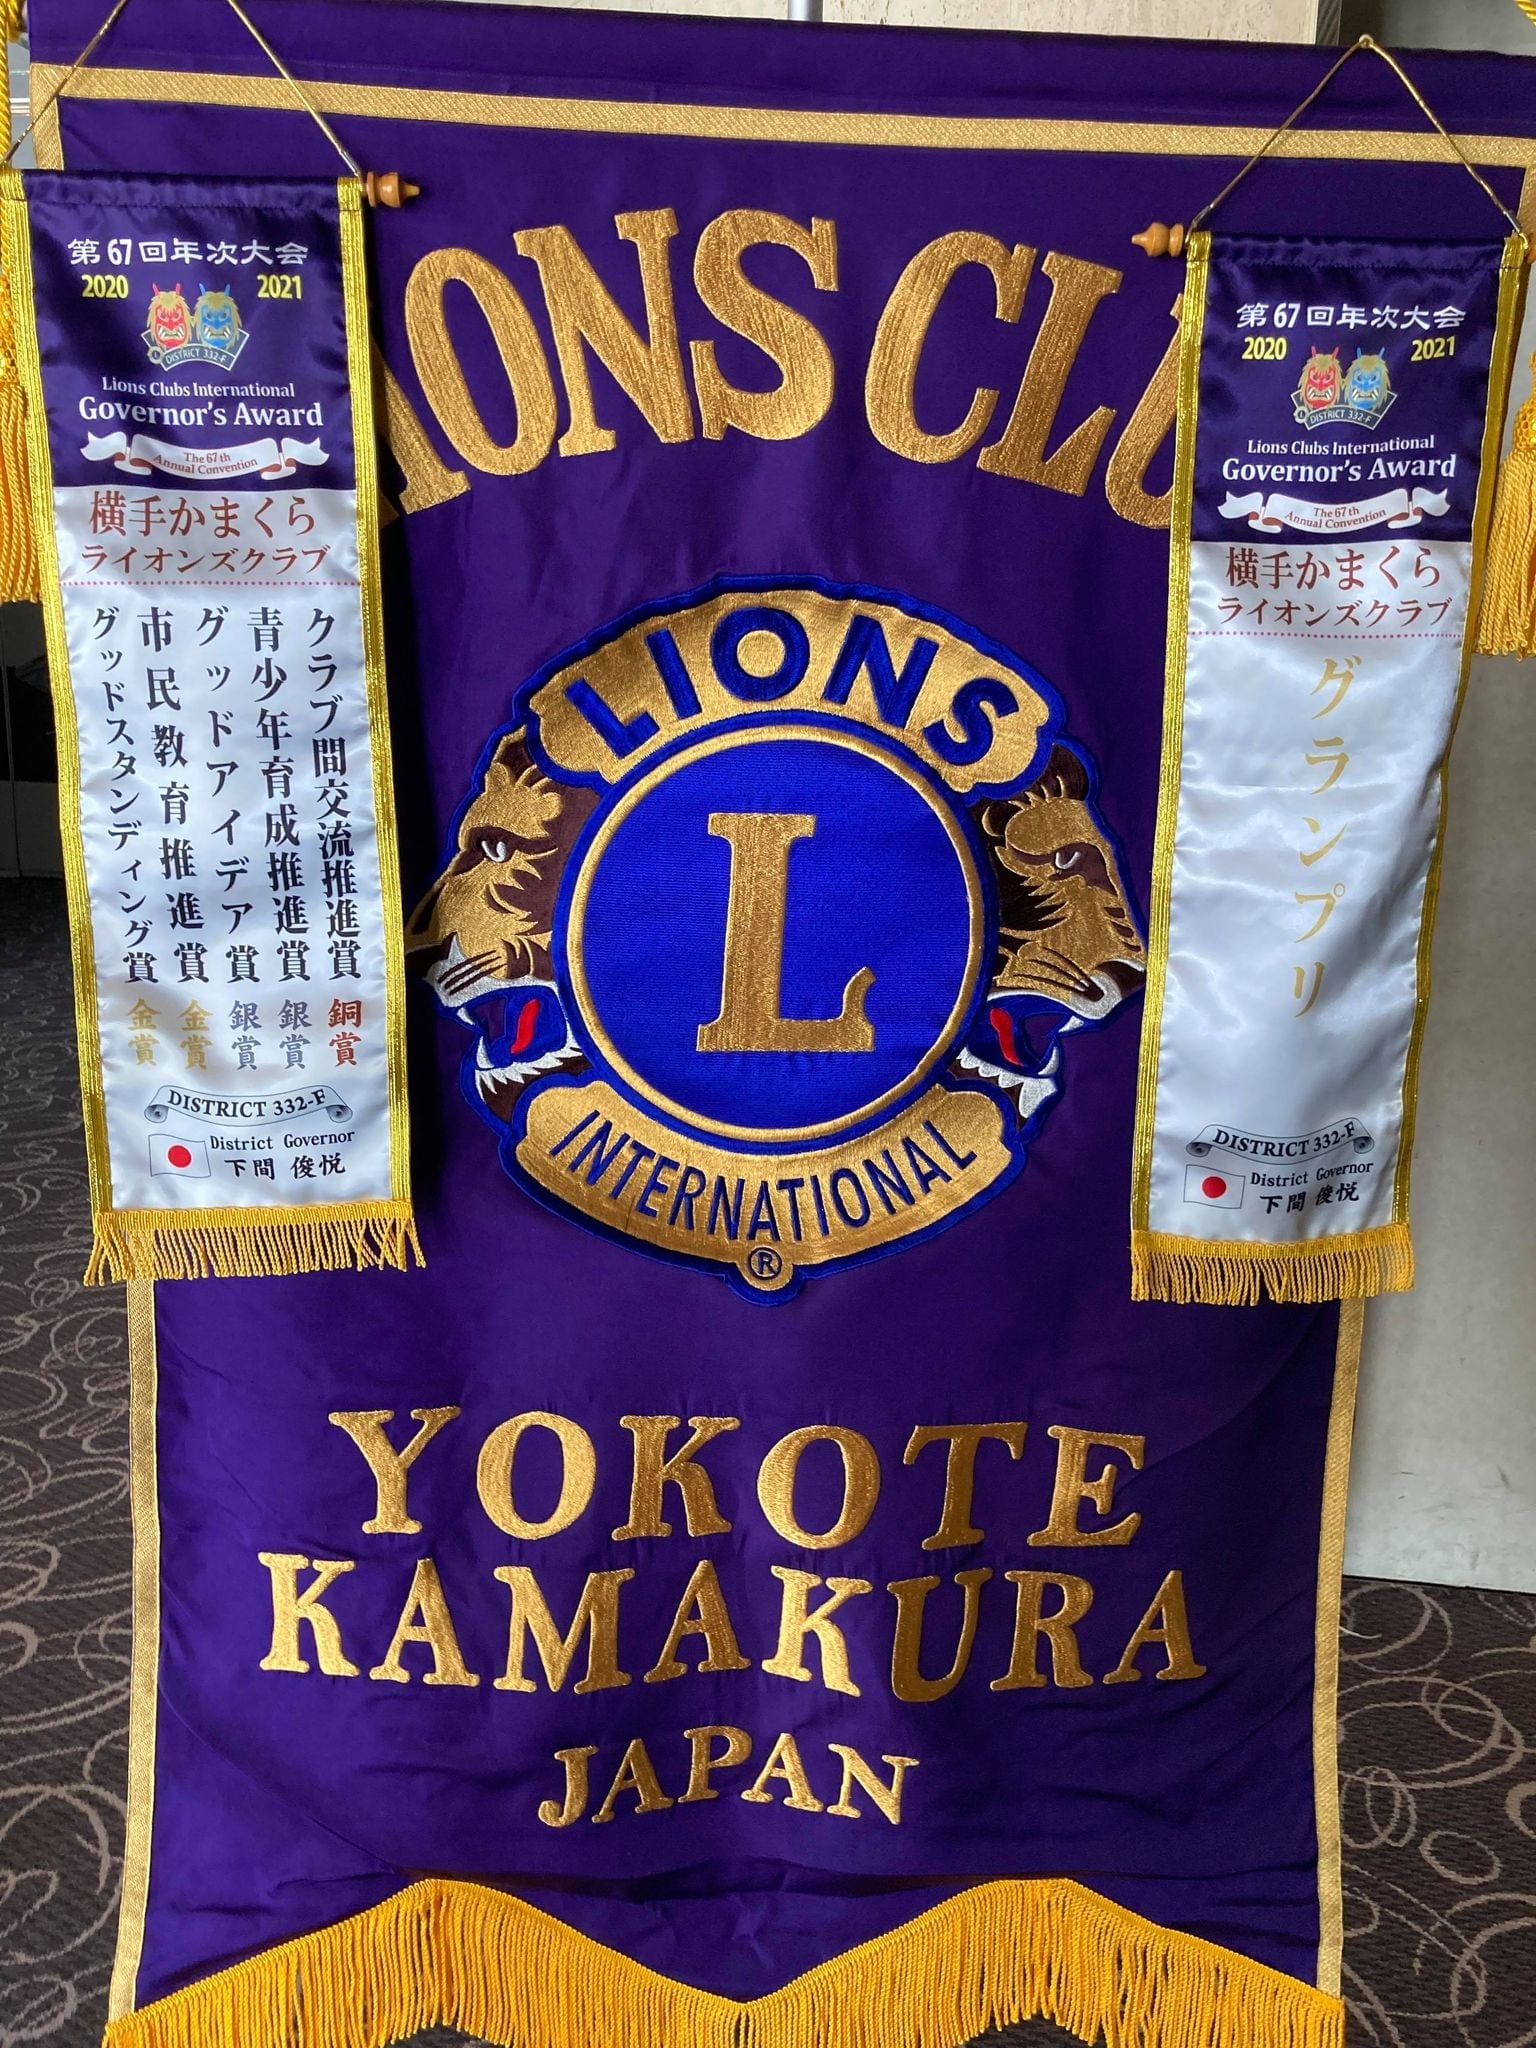 LIONS CLU
第67回年次大会
2020 2021
DISTRICT 332-F
Lions Clubs International
Governor's Award
The 67th
Annual Convention
横手かまくら
ライオンズクラブ
クラブ間交流推進賞 銅賞
青少年育成推進賞 銀賞
グッドアイデア賞 銀賞
市民教育推進賞 金賞
グッドスタンディング賞 金賞
DISTRICT 332-F
District Governor
下間 俊悦
第67回年次大会
2020 2021
DISTRICT 332-F
Lions Clubs International
Governor's Award
The 67th
Annual Convention
横手かまくら
ライオンズクラブ
グランプリ
DISTRICT 332-F
District Governor
下間 俊悦
LIONS
L
INTERNATIONAL
®
YOKOTE
KAMAKURA
JAPAN